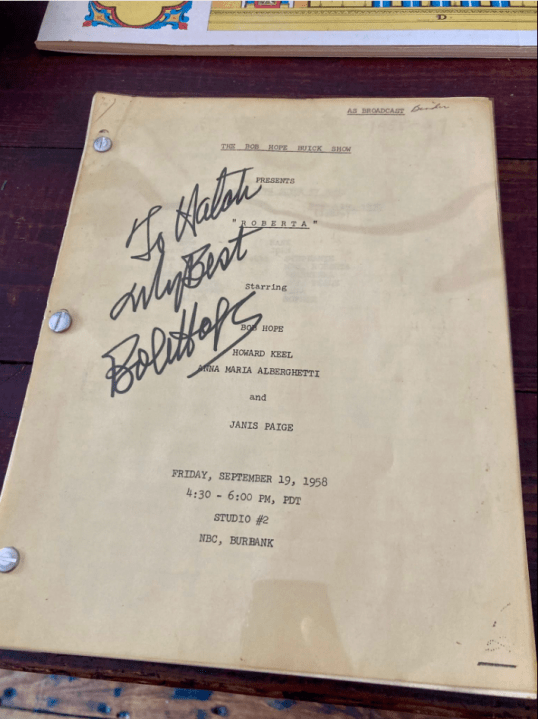 D.
AS BROADCAST
THE BOB HOPE BUICK SHOW
PRESENTS
"ROBERTA"
To Hatch
My Best
Bob Hope
Starring
BOB HOPE
HOWARD KEEL
ANNA MARIA ALBERGHETTI
and
JANIS PAIGE
FRIDAY, SEPTEMBER 19, 1958
4:30 - 6:00 PM, PDT
STUDIO #2
NBC, BURBANK